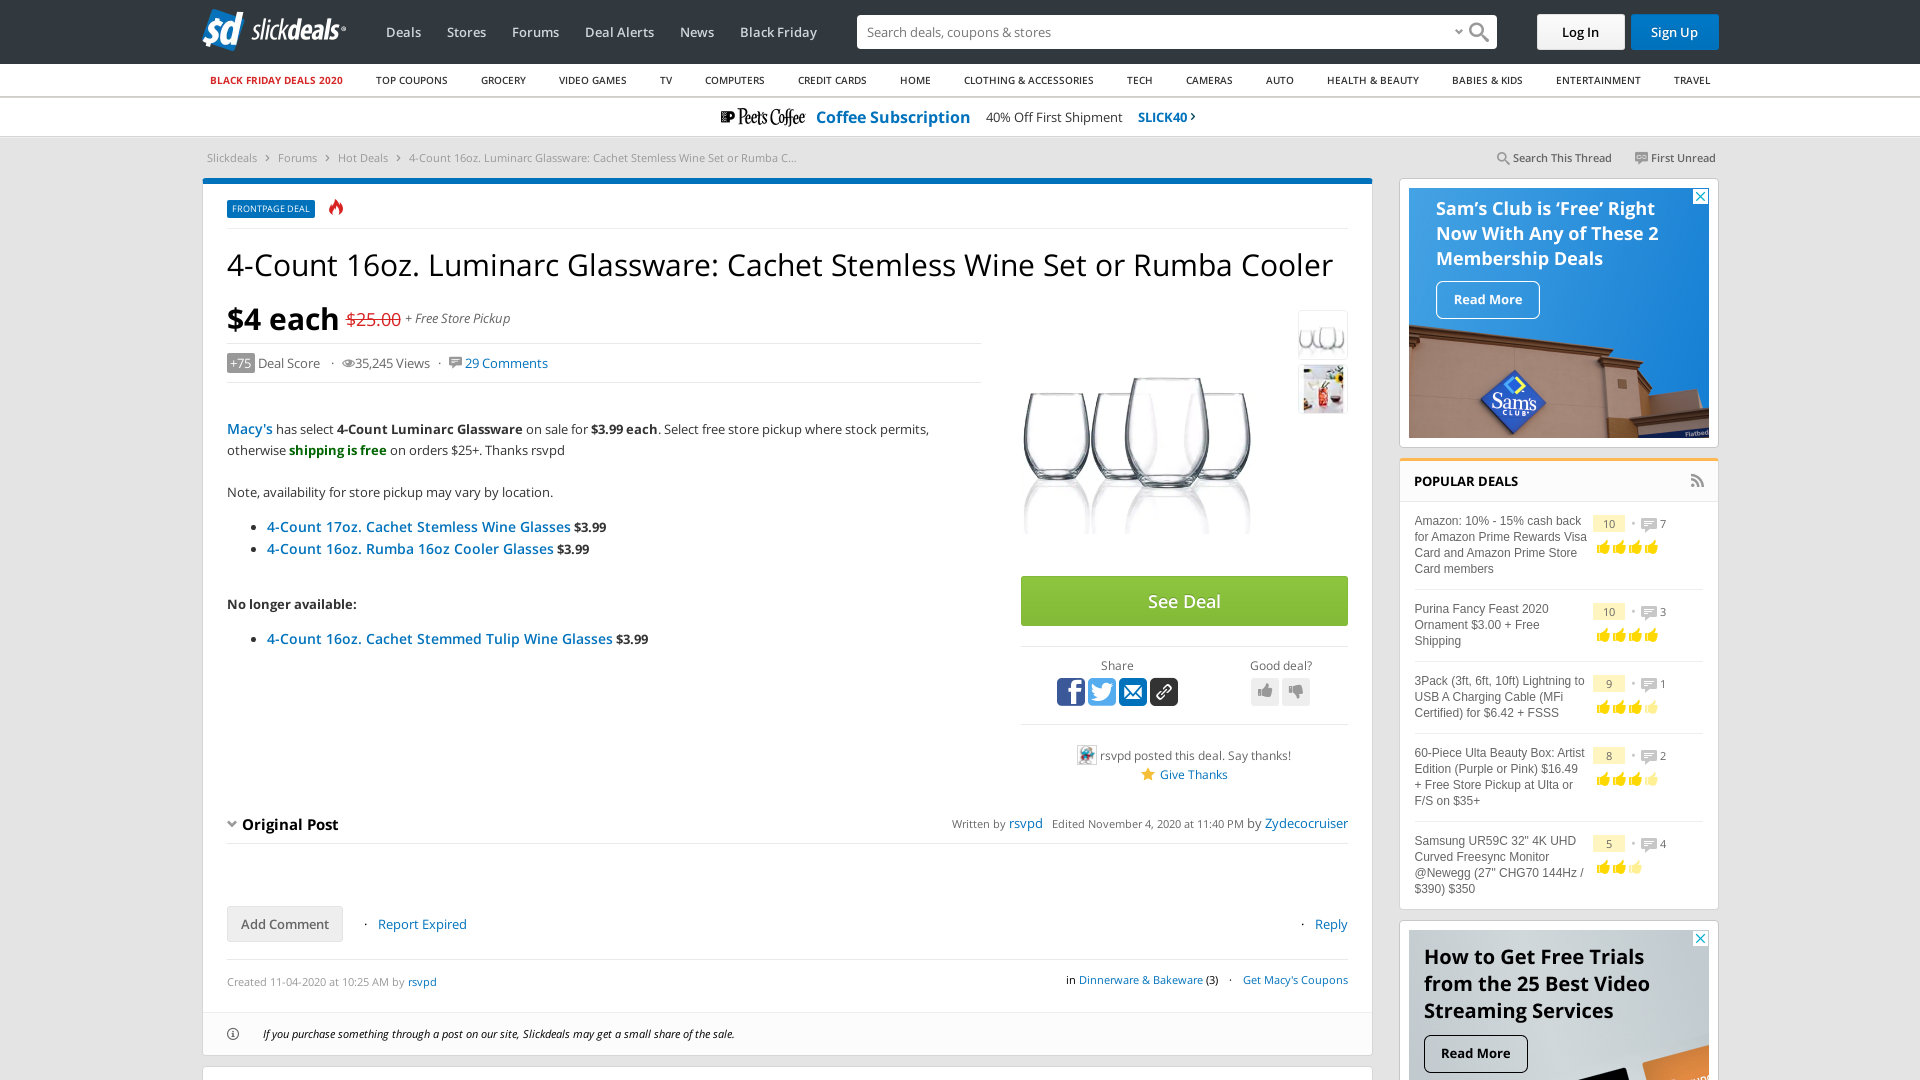 slickdeals
Deals
Stores
Forums
Deal Alerts
News
Black Friday
Search deals, coupons & stores
Log In
Sign Up
BLACK FRIDAY DEALS 2020
TOP COUPONS
GROCERY
VIDEO GAMES
TV
COMPUTERS
CREDIT CARDS
HOME
CLOTHING & ACCESSORIES
TECH
CAMERAS
AUTO
HEALTH & BEAUTY
BABIES & KIDS
ENTERTAINMENT
TRAVEL
Peet's Coffee Coffee Subscription 40% Off First Shipment SLICK40
Slickdeals > Forums > Hot Deals > 4-Count 16oz. Luminarc Glassware: Cachet Stemless Wine Set or Rumba C...
Search This Thread
First Unread
FRONTPAGE DEAL
4-Count 16oz. Luminarc Glassware: Cachet Stemless Wine Set or Rumba Cooler
$4 each $25.00 + Free Store Pickup
+75 Deal Score · 35,245 Views · 29 Comments
Macy's has select 4-Count Luminarc Glassware on sale for $3.99 each. Select free store pickup where stock permits,
otherwise shipping is free on orders $25+. Thanks rsvpd
Note, availability for store pickup may vary by location.
4-Count 17oz. Cachet Stemless Wine Glasses $3.99
4-Count 16oz. Rumba 16oz Cooler Glasses $3.99
No longer available:
4-Count 16oz. Cachet Stemmed Tulip Wine Glasses $3.99
See Deal
Share
Good deal?
rsvpd posted this deal. Say thanks!
Give Thanks
Original Post
Written by rsvpd Edited November 4, 2020 at 11:40 PM by Zydecocruiser
Add Comment · Report Expired
· Reply
Created 11-04-2020 at 10:25 AM by rsvpd
in Dinnerware & Bakeware (3) · Get Macy's Coupons
If you purchase something through a post on our site, Slickdeals may get a small share of the sale.
Sam's Club is 'Free' Right
Now With Any of These 2
Membership Deals
Read More
Sam's
CLUB
Flatbed
POPULAR DEALS
Amazon: 10% - 15% cash back
for Amazon Prime Rewards Visa
Card and Amazon Prime Store
Card members
10 · 7
Purina Fancy Feast 2020
Ornament $3.00 + Free
Shipping
10 · 3
3Pack (3ft, 6ft, 10ft) Lightning to
USB A Charging Cable (MFi
Certified) for $6.42 + FSSS
9 · 1
60-Piece Ulta Beauty Box: Artist
Edition (Purple or Pink) $16.49
+ Free Store Pickup at Ulta or
F/S on $35+
8 · 2
Samsung UR59C 32" 4K UHD
Curved Freesync Monitor
@Newegg (27" CHG70 144Hz /
$390) $350
5 · 4
How to Get Free Trials
from the 25 Best Video
Streaming Services
Read More